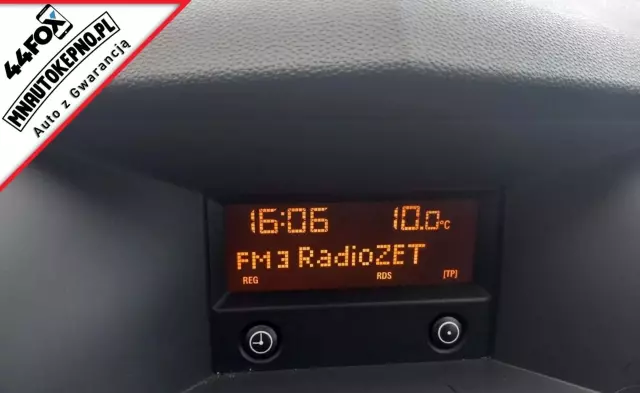 44FOX
MNAUTOKEPNO.PL
Auto z Gwarancją
16:06 10.0°C
FM3 RadioZET
REG RDS [TP]